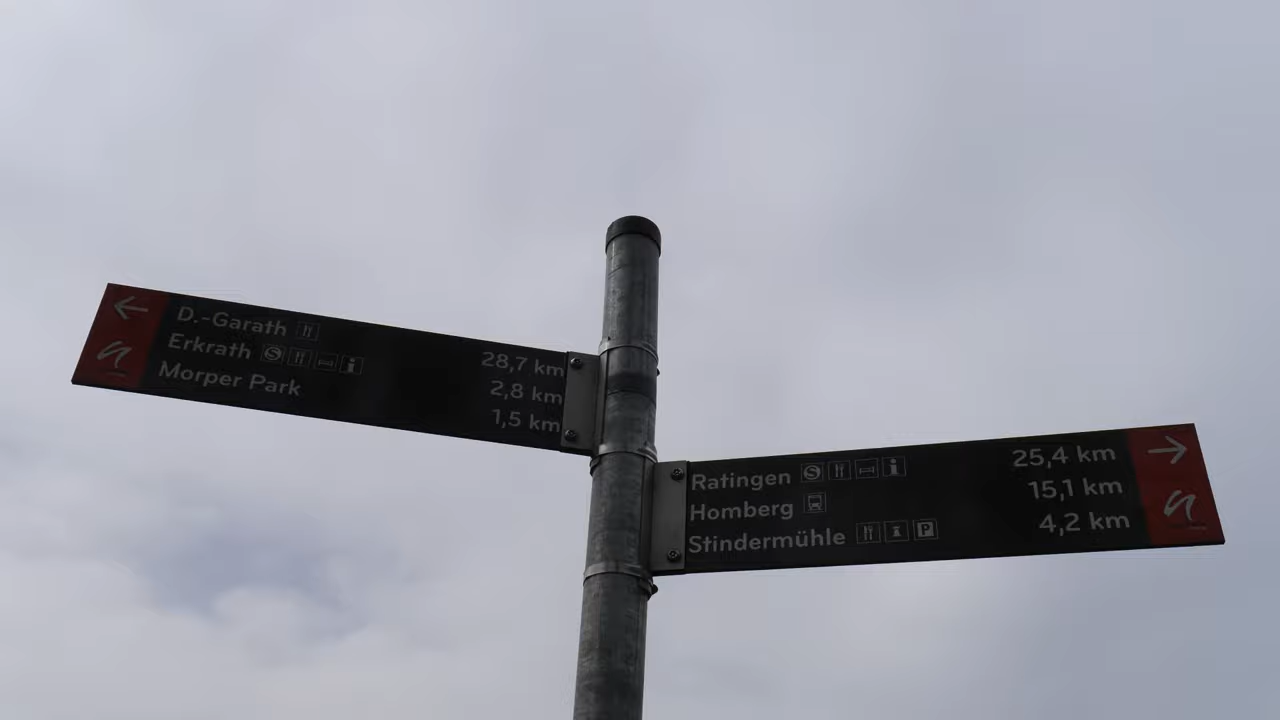 D.-Garath 28,7 km
Erkrath S i 2,8 km
Morper Park 1,5 km
Ratingen S i 25,4 km
Homberg 15,1 km
Stindermühle P 4,2 km